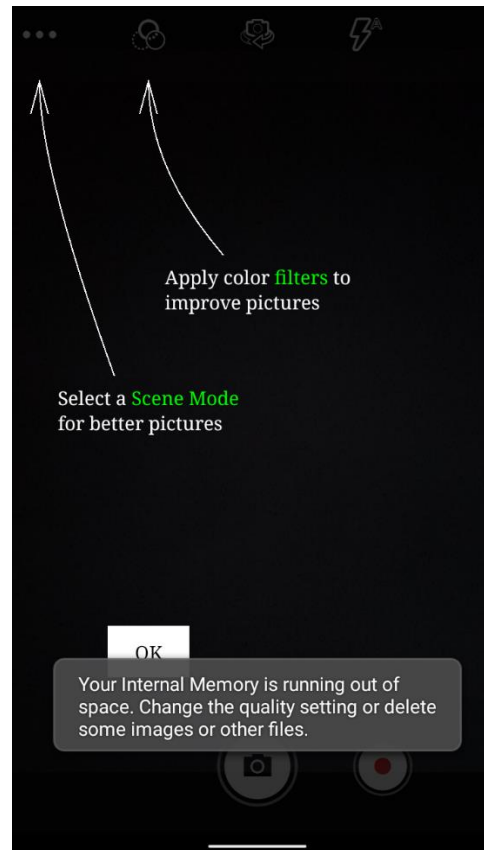 Apply color filters to
improve pictures
Select a Scene Mode
for better pictures
OK
Your Internal Memory is running out of
space. Change the quality setting or delete
some images or other files.